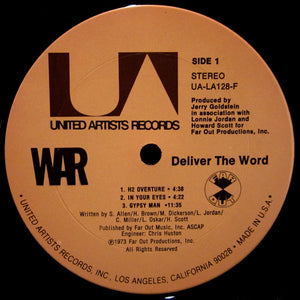 UA
UNITED ARTISTS RECORDS
SIDE 1
STEREO
UA-LA128-F
Produced by
Jerry Goldstein
in association with
Lonnie Jordan and
Howard Scott for
Far Out Productions, Inc.
WAR
Deliver The Word
1. H2 OVERTURE • 4:38
2. IN YOUR EYES • 4:22
3. GYPSY MAN • 11:35
Written by S. Allen/H. Brown/M. Dickerson/L. Jordan/
C. Miller/L. Oskar/H. Scott
Published by Far Out Music, Inc. ASCAP
Engineer: Chris Huston
℗1973 Far Out Productions, Inc.
All Rights Reserved
• UNITED ARTISTS RECORDS, INC., LOS ANGELES, CALIFORNIA 90028 • MADE IN U.S.A. •